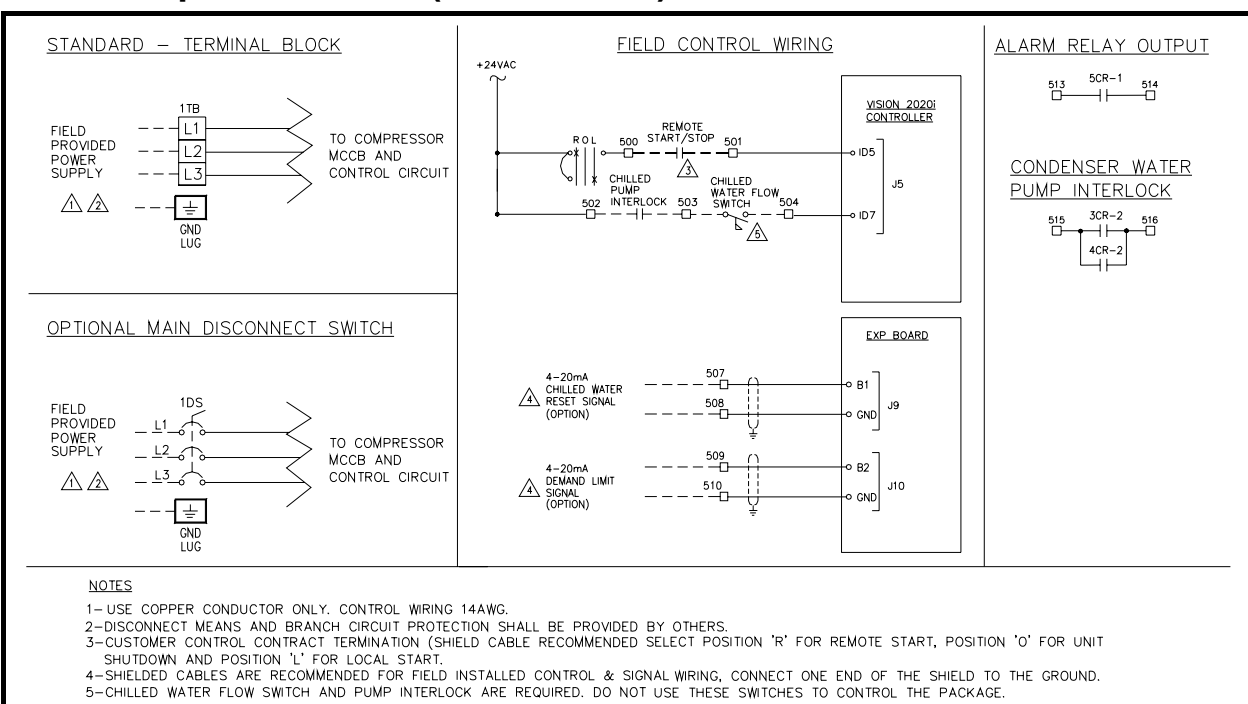 STANDARD – TERMINAL BLOCK
1TB
FIELD
PROVIDED
POWER
SUPPLY
1 2
L1
L2
L3
GND
LUG
TO COMPRESSOR
MCCB AND
CONTROL CIRCUIT
OPTIONAL MAIN DISCONNECT SWITCH
1DS
FIELD
PROVIDED
POWER
SUPPLY
1 2
L1
L2
L3
GND
LUG
TO COMPRESSOR
MCCB AND
CONTROL CIRCUIT
FIELD CONTROL WIRING
+24VAC
R O L
X
X
500
REMOTE
START/STOP
501
3
CHILLED
PUMP
INTERLOCK
502
503
CHILLED
WATER FLOW
SWITCH
504
5
VISION 2020i
CONTROLLER
ID5
J5
ID7
EXP BOARD
4-20mA
CHILLED WATER
RESET SIGNAL
(OPTION)
4
507
508
B1
J9
GND
4-20mA
DEMAND LIMIT
SIGNAL
(OPTION)
4
509
510
B2
J10
GND
ALARM RELAY OUTPUT
513
5CR-1
514
CONDENSER WATER
PUMP INTERLOCK
515
3CR-2
516
4CR-2
NOTES
1– USE COPPER CONDUCTOR ONLY. CONTROL WIRING 14AWG.
2–DISCONNECT MEANS AND BRANCH CIRCUIT PROTECTION SHALL BE PROVIDED BY OTHERS.
3–CUSTOMER CONTROL CONTRACT TERMINATION (SHIELD CABLE RECOMMENDED SELECT POSITION 'R' FOR REMOTE START, POSITION 'O' FOR UNIT
SHUTDOWN AND POSITION 'L' FOR LOCAL START.
4–SHIELDED CABLES ARE RECOMMENDED FOR FIELD INSTALLED CONTROL & SIGNAL WIRING, CONNECT ONE END OF THE SHIELD TO THE GROUND.
5–CHILLED WATER FLOW SWITCH AND PUMP INTERLOCK ARE REQUIRED. DO NOT USE THESE SWITCHES TO CONTROL THE PACKAGE.